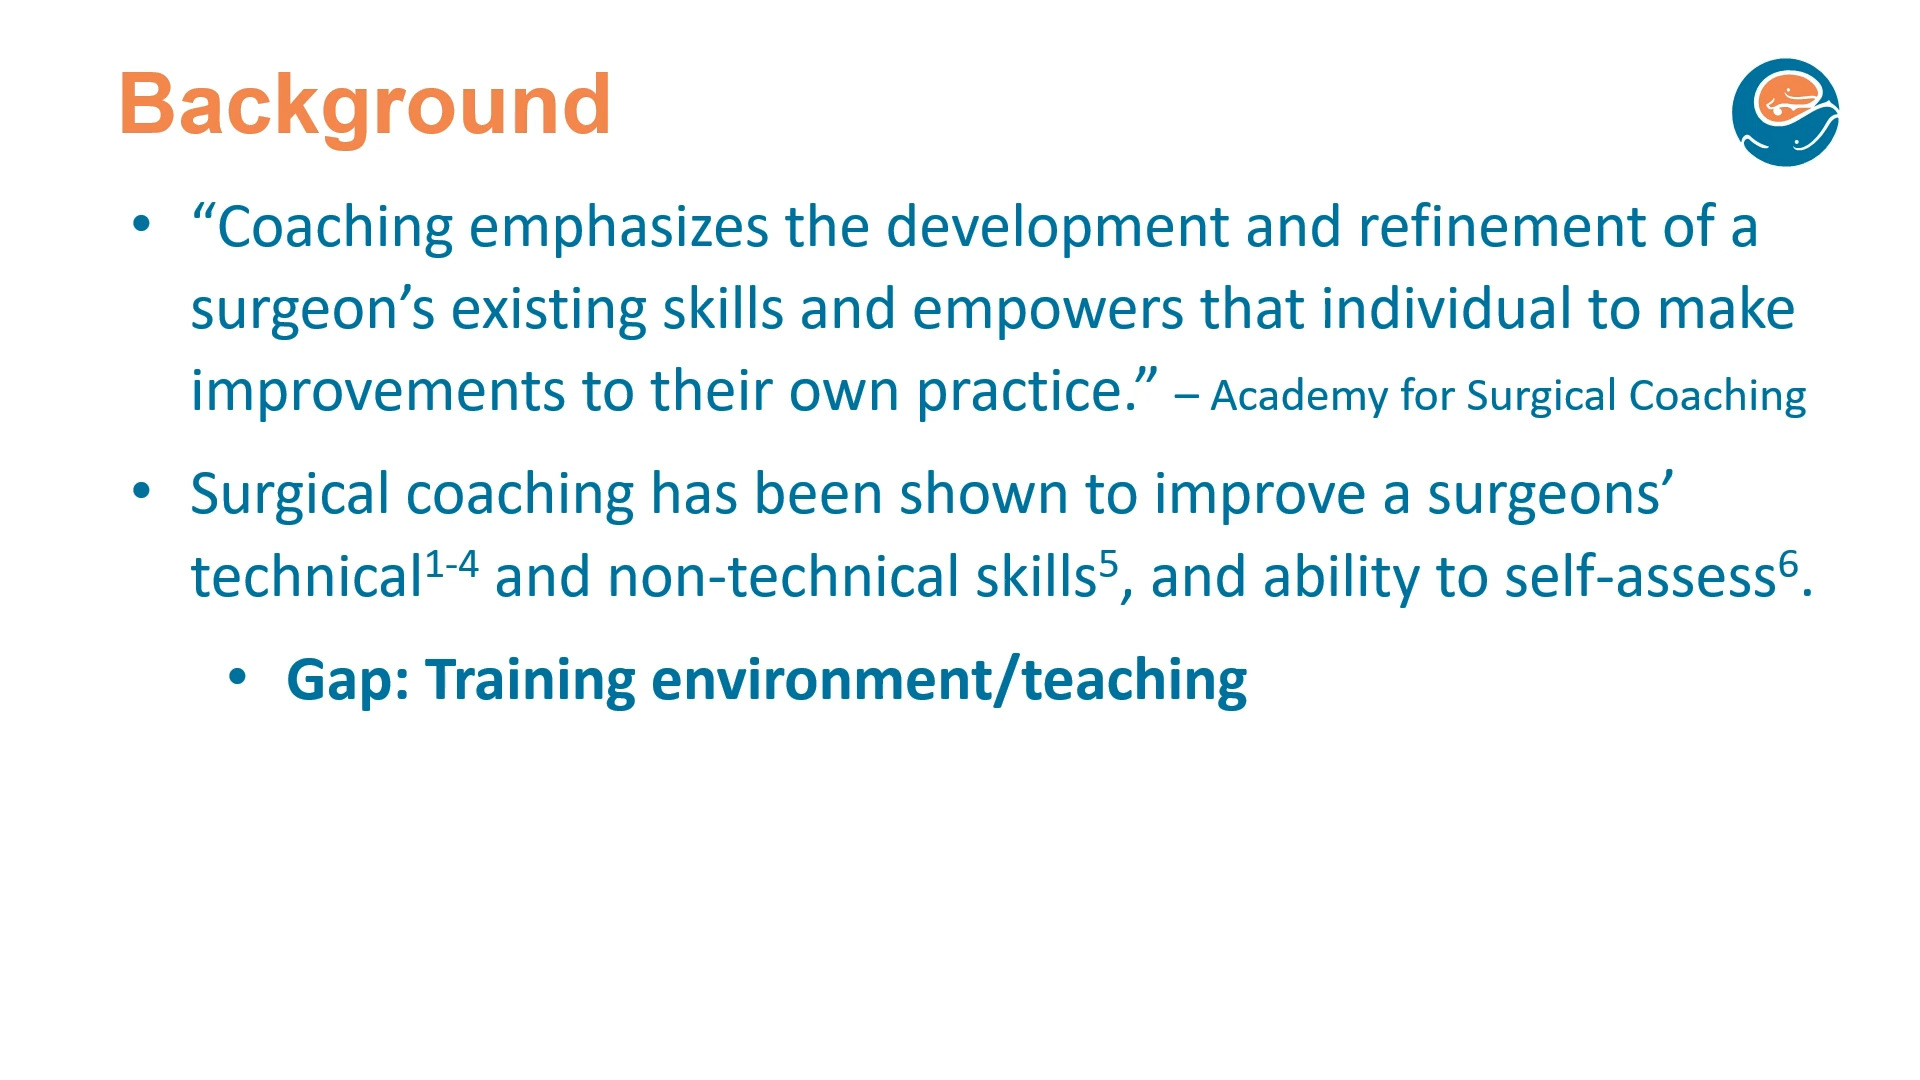 Background
• “Coaching emphasizes the development and refinement of a
surgeon’s existing skills and empowers that individual to make
improvements to their own practice.” – Academy for Surgical Coaching
• Surgical coaching has been shown to improve a surgeons’
technical¹⁻⁴ and non-technical skills⁵, and ability to self-assess⁶.
• Gap: Training environment/teaching